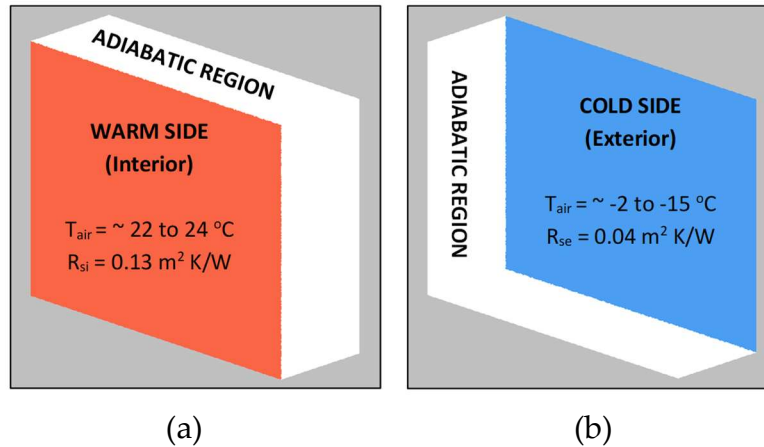 ADIABATIC REGION
WARM SIDE
(Interior)
Tair = ~ 22 to 24 °C
Rsi = 0.13 m² K/W
(a)
ADIABATIC REGION
COLD SIDE
(Exterior)
Tair = ~ -2 to -15 °C
Rse = 0.04 m² K/W
(b)